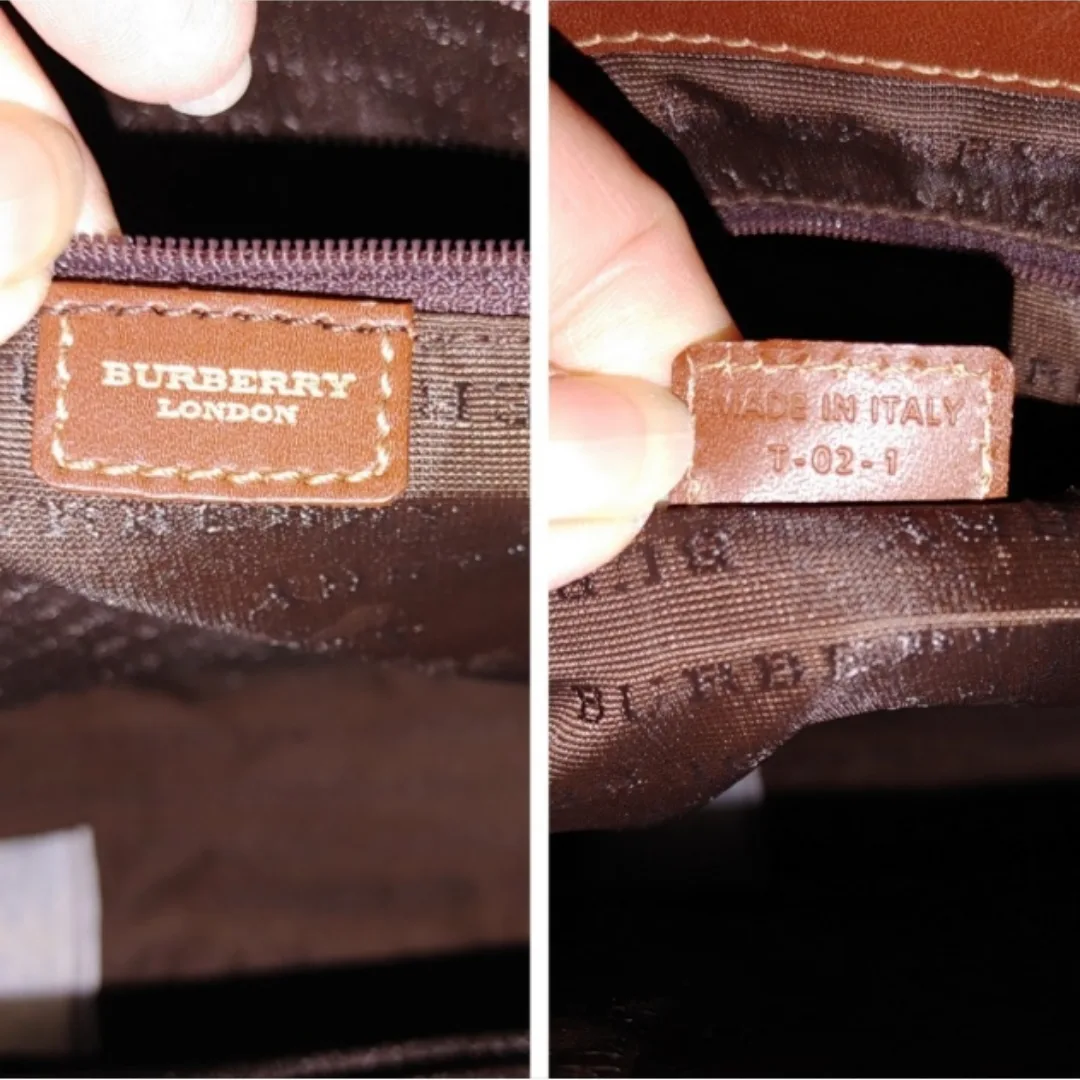 BURBERRY
LONDON
MADE IN ITALY
T-02-1